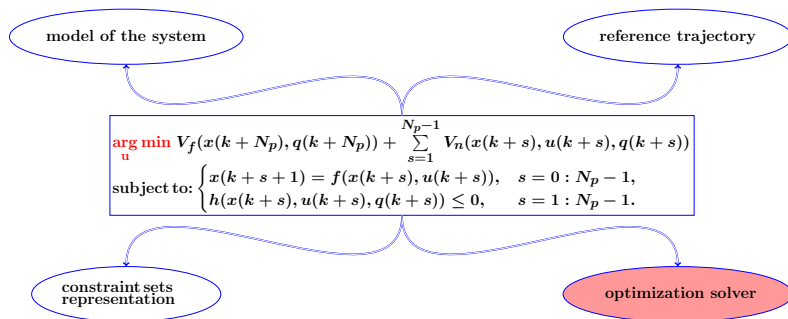 model of the system
reference trajectory
arg min V_f(x(k + N_p), q(k + N_p)) + ∑_{s=1}^{N_p−1} V_n(x(k + s), u(k + s), q(k + s))
u
subject to: { x(k + s + 1) = f(x(k + s), u(k + s)), s = 0 : N_p − 1,
h(x(k + s), u(k + s), q(k + s)) ≤ 0, s = 1 : N_p − 1.
constraint sets
representation
optimization solver